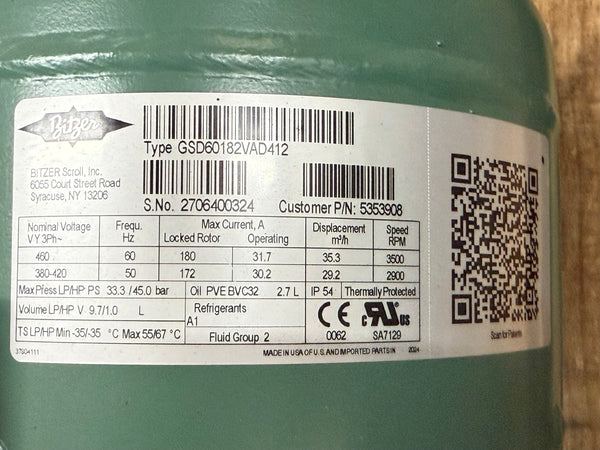 Bitzer
Type GSD60182VAD412
BITZER Scroll, Inc.
6055 Court Street Road
Syracuse, NY 13206
S.No. 2706400324 Customer P/N: 5353908
Nominal Voltage V Y 3Ph~ Frequ. Hz Max Current, A Locked Rotor Operating Displacement m³/h Speed RPM
460 60 180 31.7 35.3 3500
380-420 50 172 30.2 29.2 2900
Max Press LP/HP PS 33.3 / 45.0 bar Oil PVE BVC32 2.7 L IP 54 Thermally Protected
Volume LP/HP V 9.7/1.0 L Refrigerants
A1
TS LP/HP Min -35/-35 °C Max 55/67 °C Fluid Group 2
CE 0062
c RU us SA7129
37904111 MADE IN USA OF U.S. AND IMPORTED PARTS IN 2024
Scan for Patents